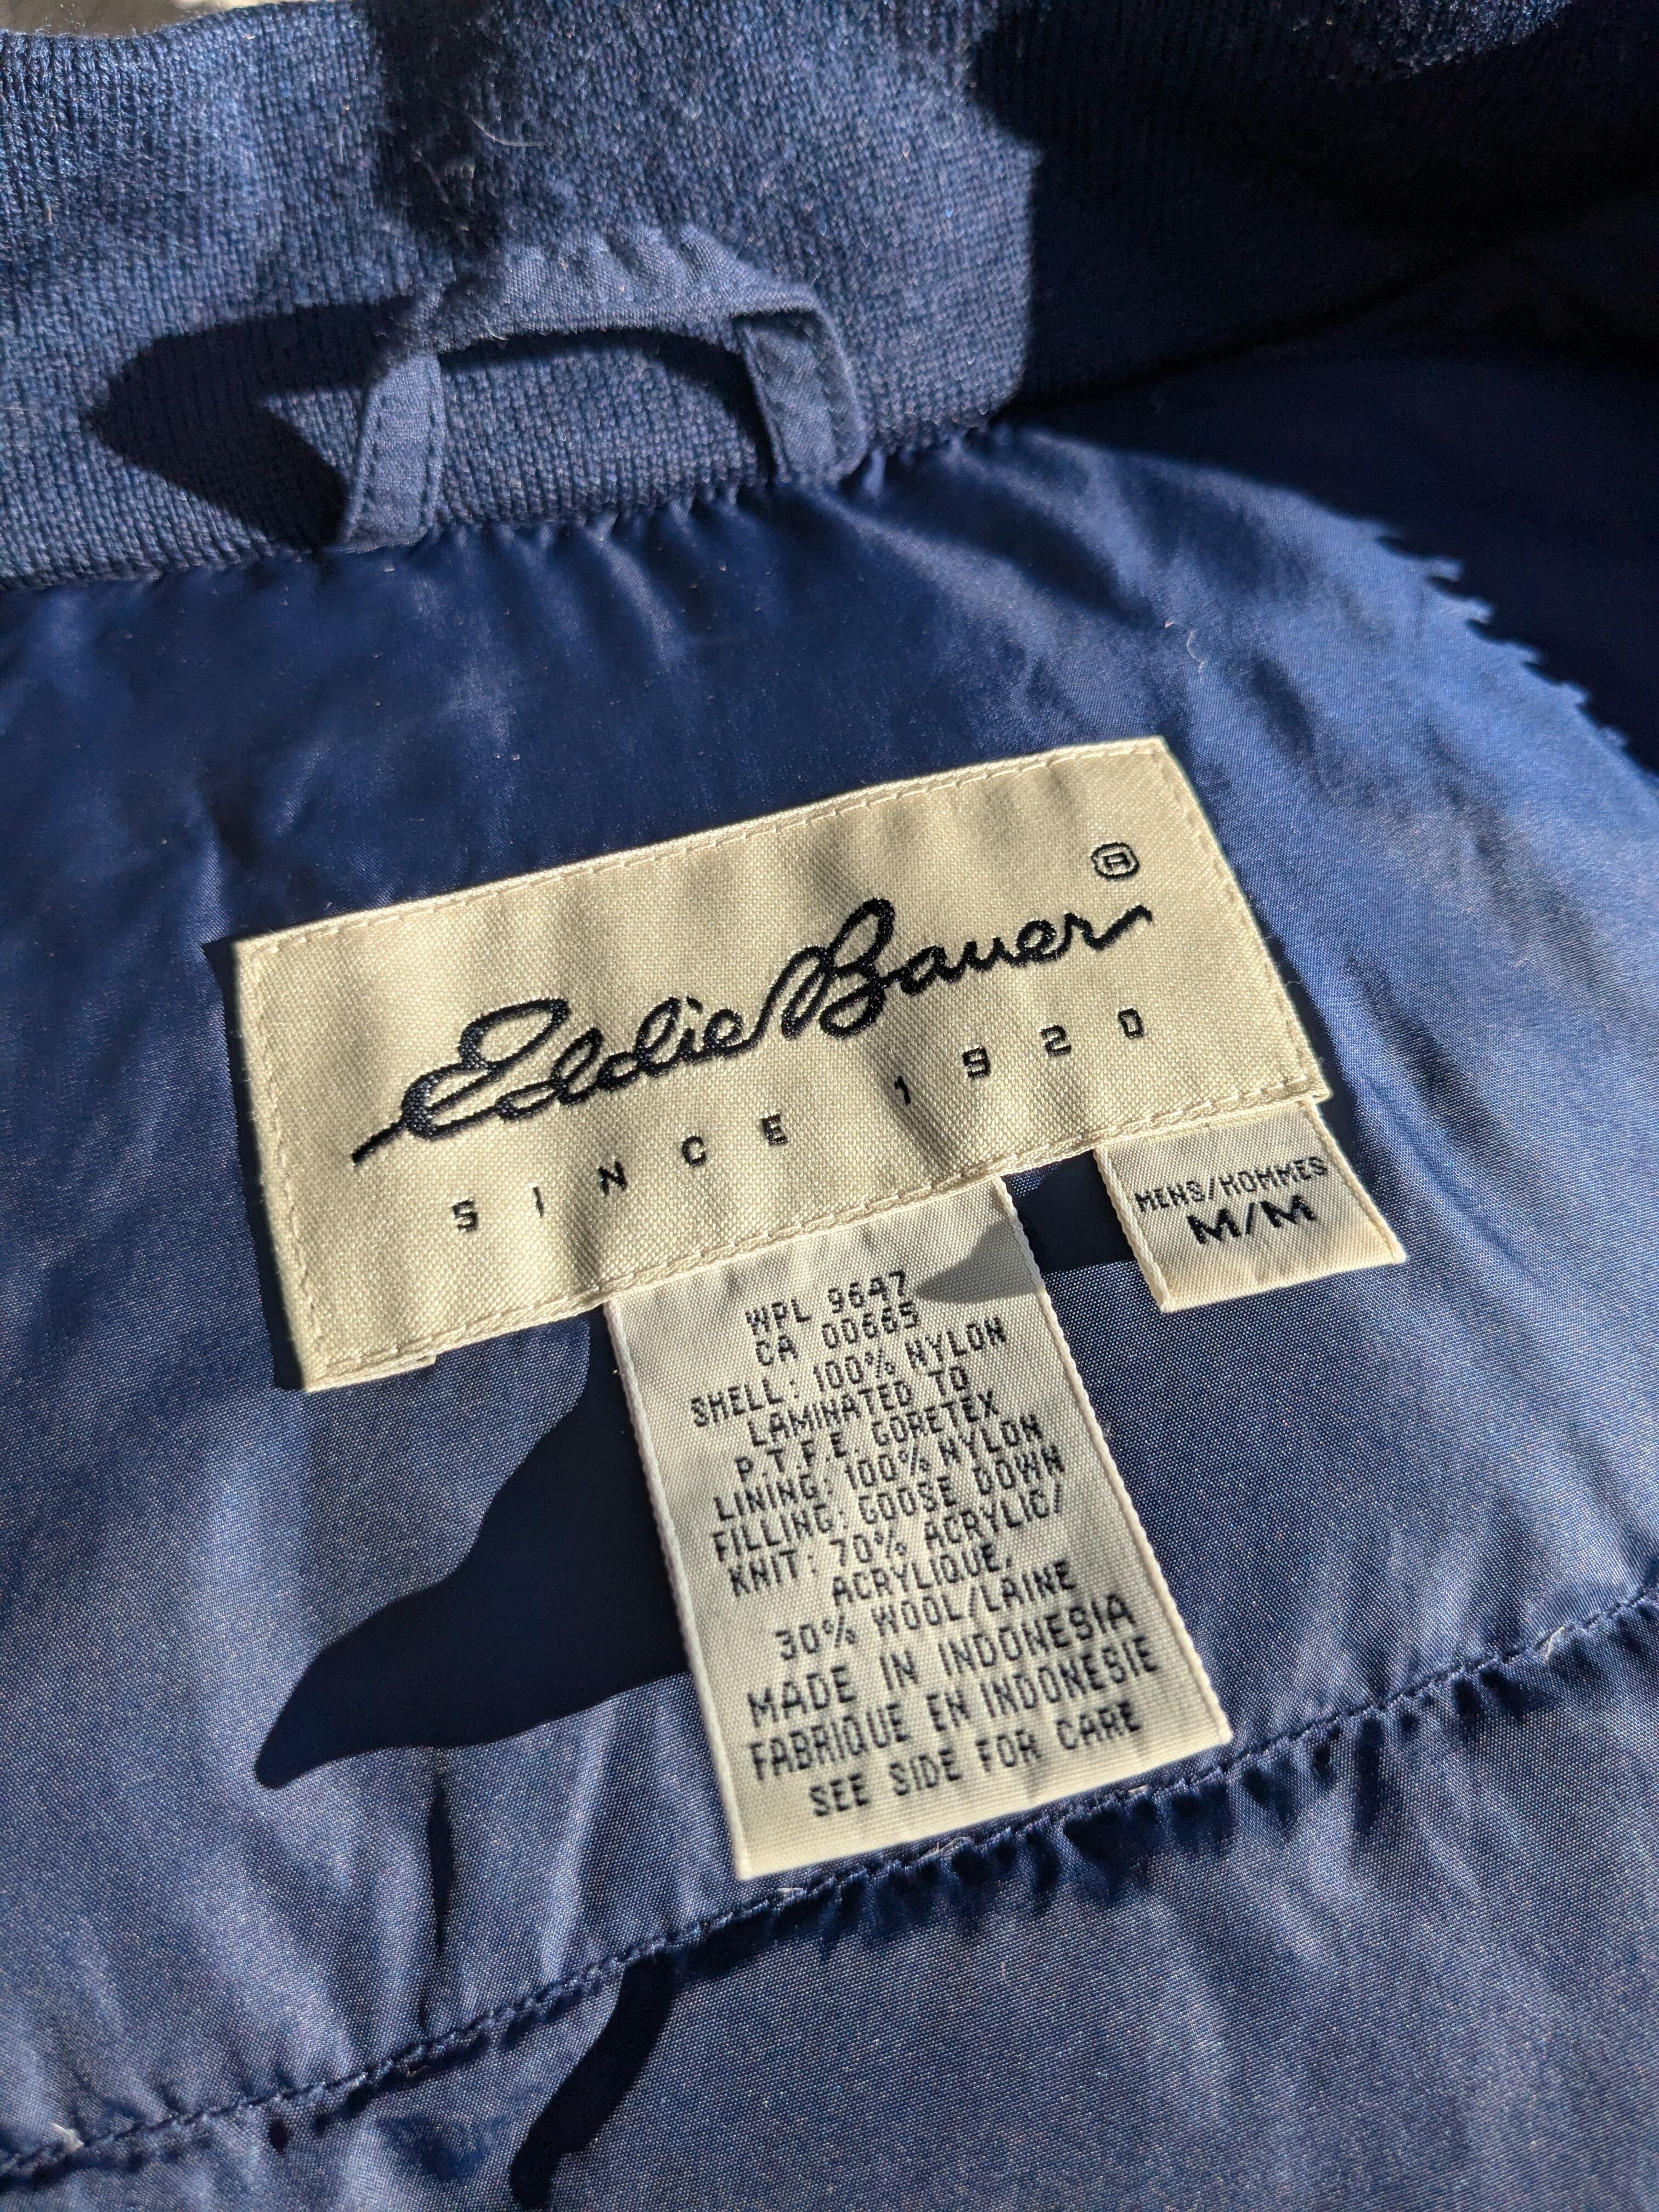 Eddie Bauer ®
SINCE 1920
MENS/HOMMES
M/M
WPL 9647
CA 00665
SHELL: 100% NYLON
LAMINATED TO
P.T.F.E. GORETEX
LINING: 100% NYLON
FILLING: GOOSE DOWN
KNIT: 70% ACRYLIC/
ACRYLIQUE,
30% WOOL/LAINE
MADE IN INDONESIA
FABRIQUE EN INDONESIE
SEE SIDE FOR CARE